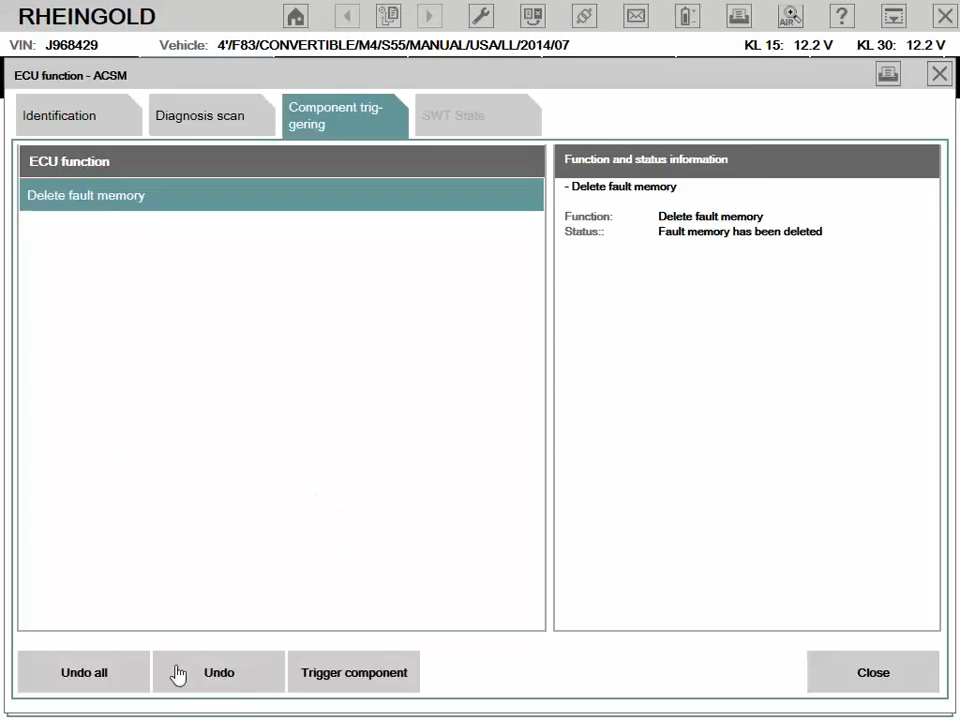 RHEINGOLD
AIR
?
VIN: J968429 Vehicle: 4'/F83/CONVERTIBLE/M4/S55/MANUAL/USA/LL/2014/07 KL 15: 12.2 V KL 30: 12.2 V
ECU function - ACSM
Identification
Diagnosis scan
Component trig-
gering
SWT State
ECU function
Delete fault memory
Function and status information
- Delete fault memory
Function: Delete fault memory
Status:: Fault memory has been deleted
Undo all
Undo
Trigger component
Close